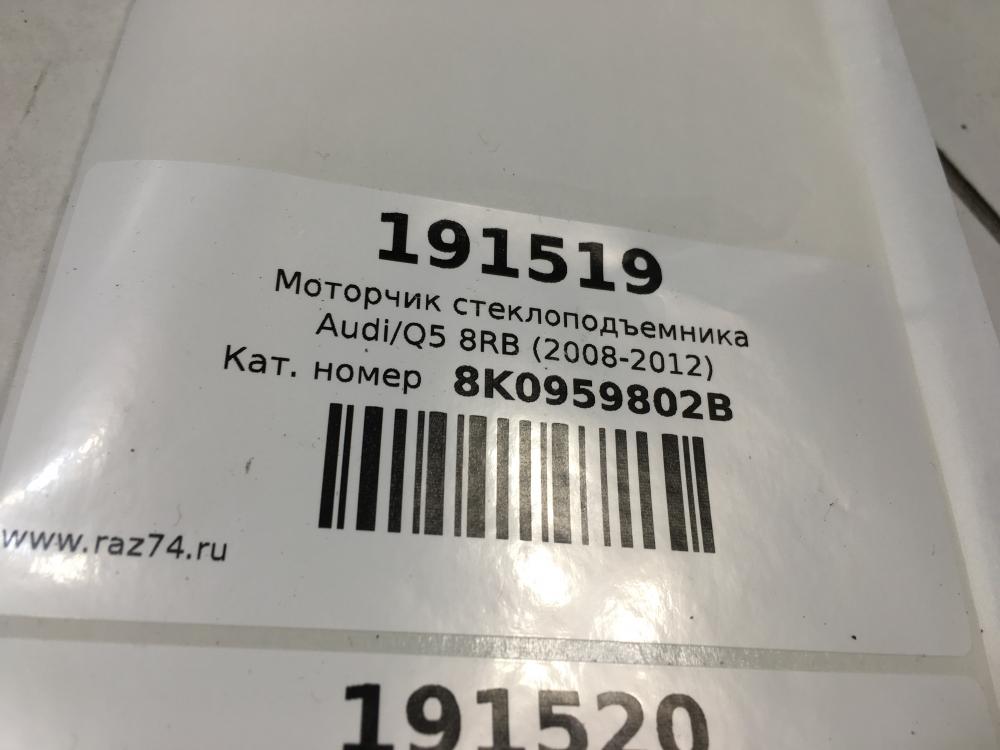 191519
Моторчик стеклоподъемника
Audi/Q5 8RB (2008-2012)
Кат. номер 8K0959802B
www.raz74.ru
191520